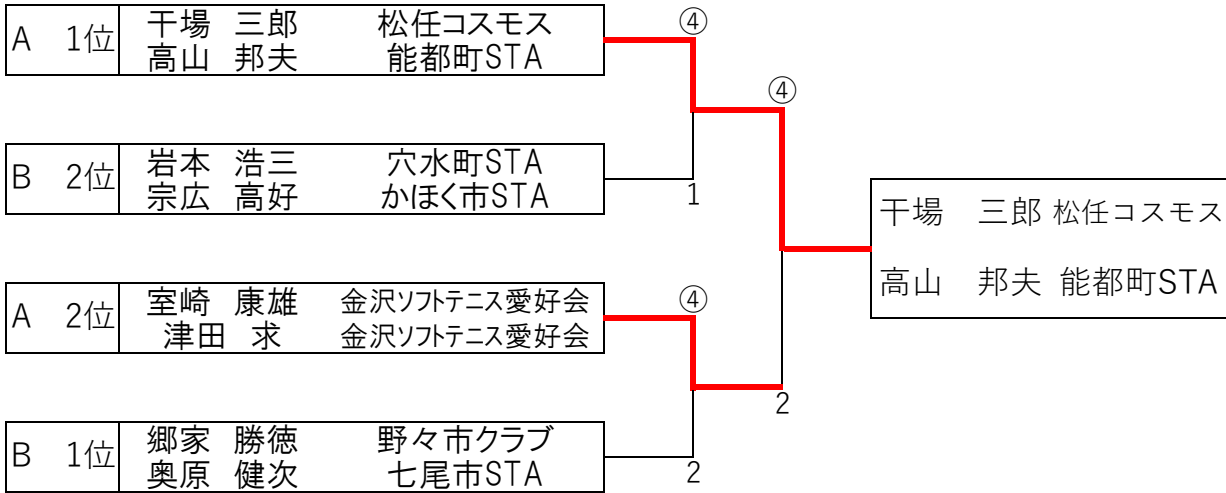 ④
A 1位 干場 三郎 松任コスモス
高山 邦夫 能都町STA
④
B 2位 岩本 浩三 穴水町STA
宗広 高好 かほく市STA
1
干場 三郎 松任コスモス
高山 邦夫 能都町STA
A 2位 室崎 康雄 金沢ソフトテニス愛好会
津田 求 金沢ソフトテニス愛好会
④
2
B 1位 郷家 勝徳 野々市クラブ
奥原 健次 七尾市STA
2